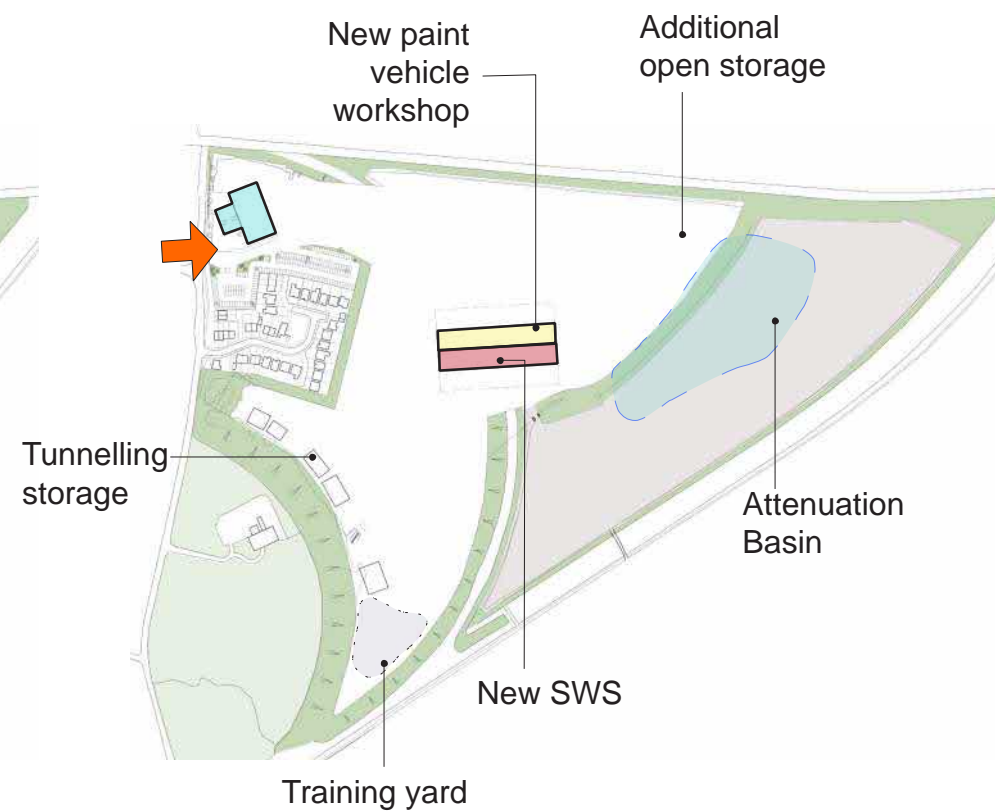 New paint
vehicle
workshop
Additional
open storage
Tunnelling
storage
Attenuation
Basin
New SWS
Training yard